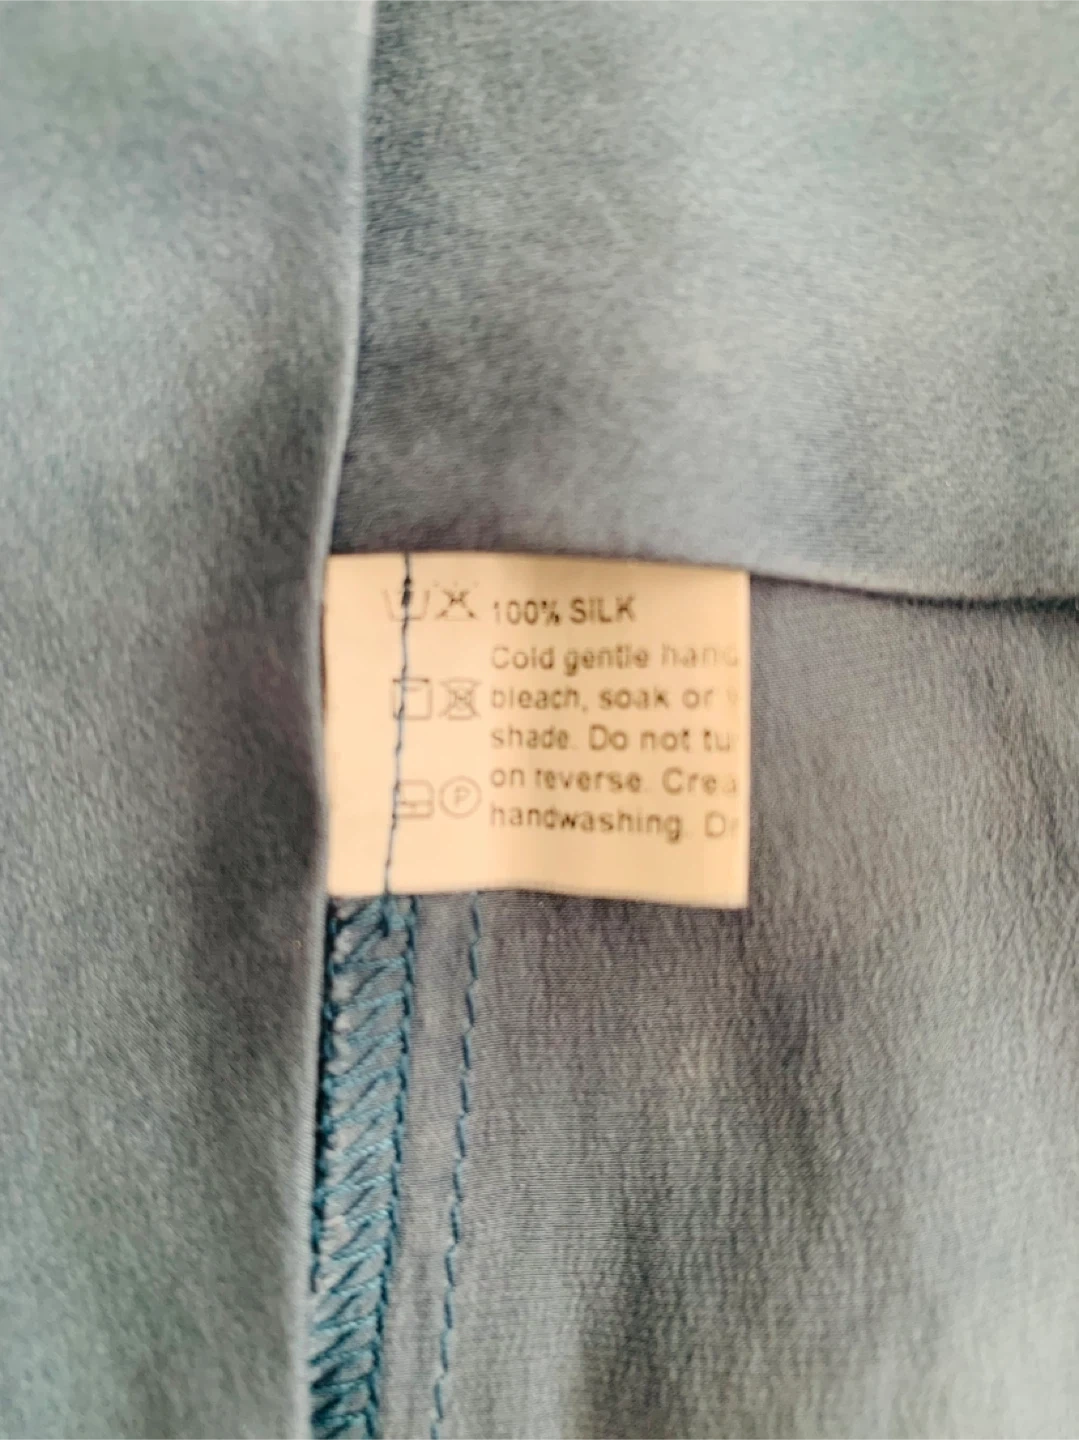 100% SILK
Cold gentle hand
bleach, soak or
shade. Do not tu
on reverse. Crea
handwashing. Dr
P